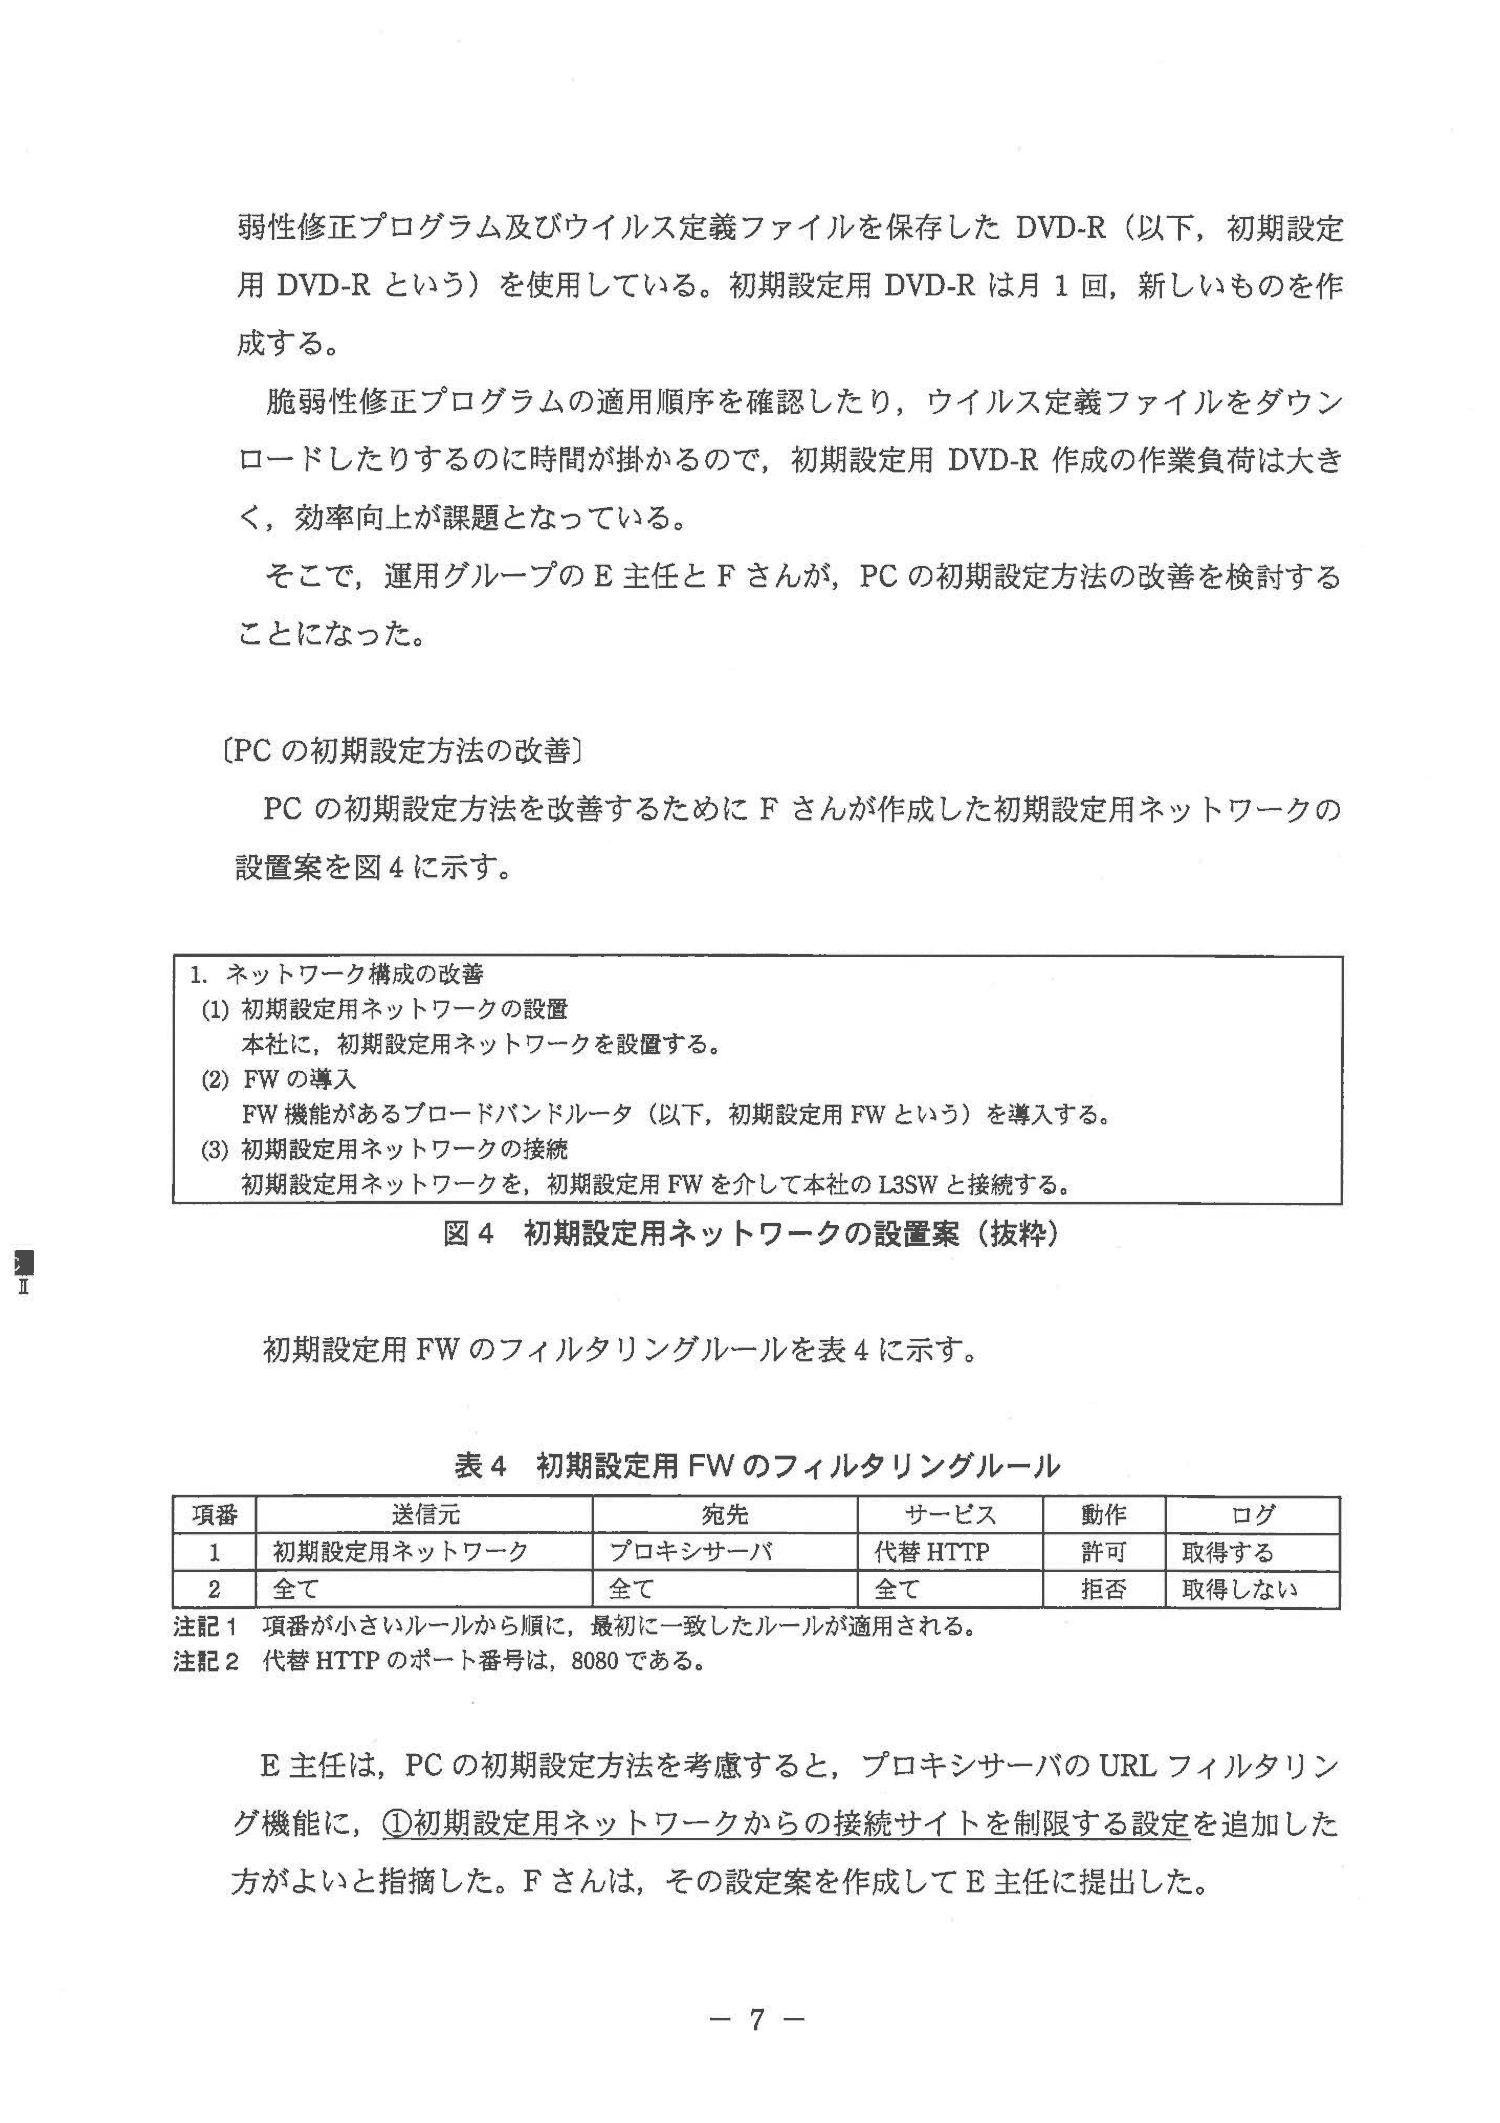 弱性修正プログラム及びウイルス定義ファイルを保存した DVD-R（以下，初期設定
用 DVD-R という）を使用している。初期設定用 DVD-R は月 1 回，新しいものを作
成する。
脆弱性修正プログラムの適用順序を確認したり，ウイルス定義ファイルをダウン
ロードしたりするのに時間が掛かるので，初期設定用 DVD-R 作成の作業負荷は大き
く，効率向上が課題となっている。
そこで，運用グループの E 主任と F さんが，PC の初期設定方法の改善を検討する
ことになった。
〔PC の初期設定方法の改善〕
PC の初期設定方法を改善するために F さんが作成した初期設定用ネットワークの
設置案を図 4 に示す。
1. ネットワーク構成の改善
(1) 初期設定用ネットワークの設置
本社に，初期設定用ネットワークを設置する。
(2) FW の導入
FW 機能があるブロードバンドルータ（以下，初期設定用 FW という）を導入する。
(3) 初期設定用ネットワークの接続
初期設定用ネットワークを，初期設定用 FW を介して本社の L3SW と接続する。
図 4 初期設定用ネットワークの設置案（抜粋）
Ⅱ
初期設定用 FW のフィルタリングルールを表 4 に示す。
表 4 初期設定用 FW のフィルタリングルール
項番 送信元 宛先 サービス 動作 ログ
1 初期設定用ネットワーク プロキシサーバ 代替 HTTP 許可 取得する
2 全て 全て 全て 拒否 取得しない
注記 1 項番が小さいルールから順に，最初に一致したルールが適用される。
注記 2 代替 HTTP のポート番号は，8080 である。
E 主任は，PC の初期設定方法を考慮すると，プロキシサーバの URL フィルタリン
グ機能に，①初期設定用ネットワークからの接続サイトを制限する設定を追加した
方がよいと指摘した。F さんは，その設定案を作成して E 主任に提出した。
－ 7 －